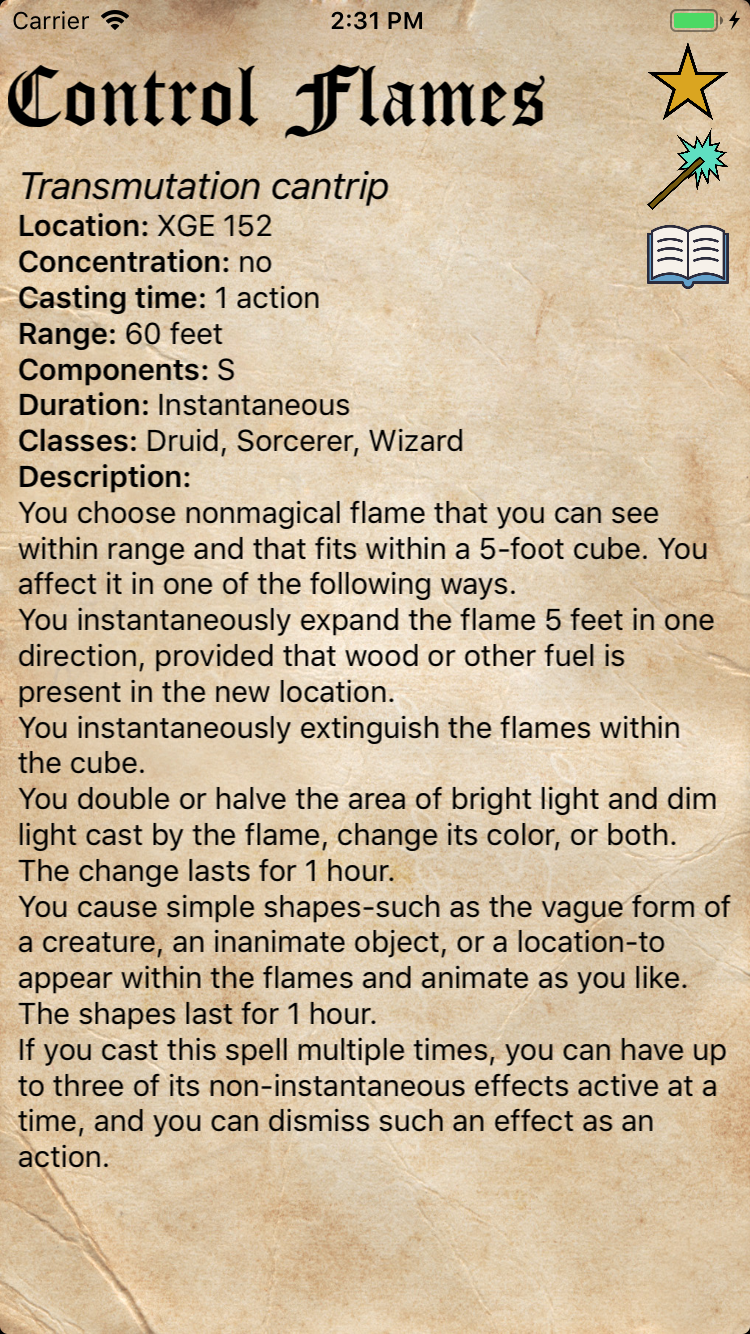 Carrier 2:31 PM
Control Flames
Transmutation cantrip
Location: XGE 152
Concentration: no
Casting time: 1 action
Range: 60 feet
Components: S
Duration: Instantaneous
Classes: Druid, Sorcerer, Wizard
Description:
You choose nonmagical flame that you can see
within range and that fits within a 5-foot cube. You
affect it in one of the following ways.
You instantaneously expand the flame 5 feet in one
direction, provided that wood or other fuel is
present in the new location.
You instantaneously extinguish the flames within
the cube.
You double or halve the area of bright light and dim
light cast by the flame, change its color, or both.
The change lasts for 1 hour.
You cause simple shapes-such as the vague form of
a creature, an inanimate object, or a location-to
appear within the flames and animate as you like.
The shapes last for 1 hour.
If you cast this spell multiple times, you can have up
to three of its non-instantaneous effects active at a
time, and you can dismiss such an effect as an
action.